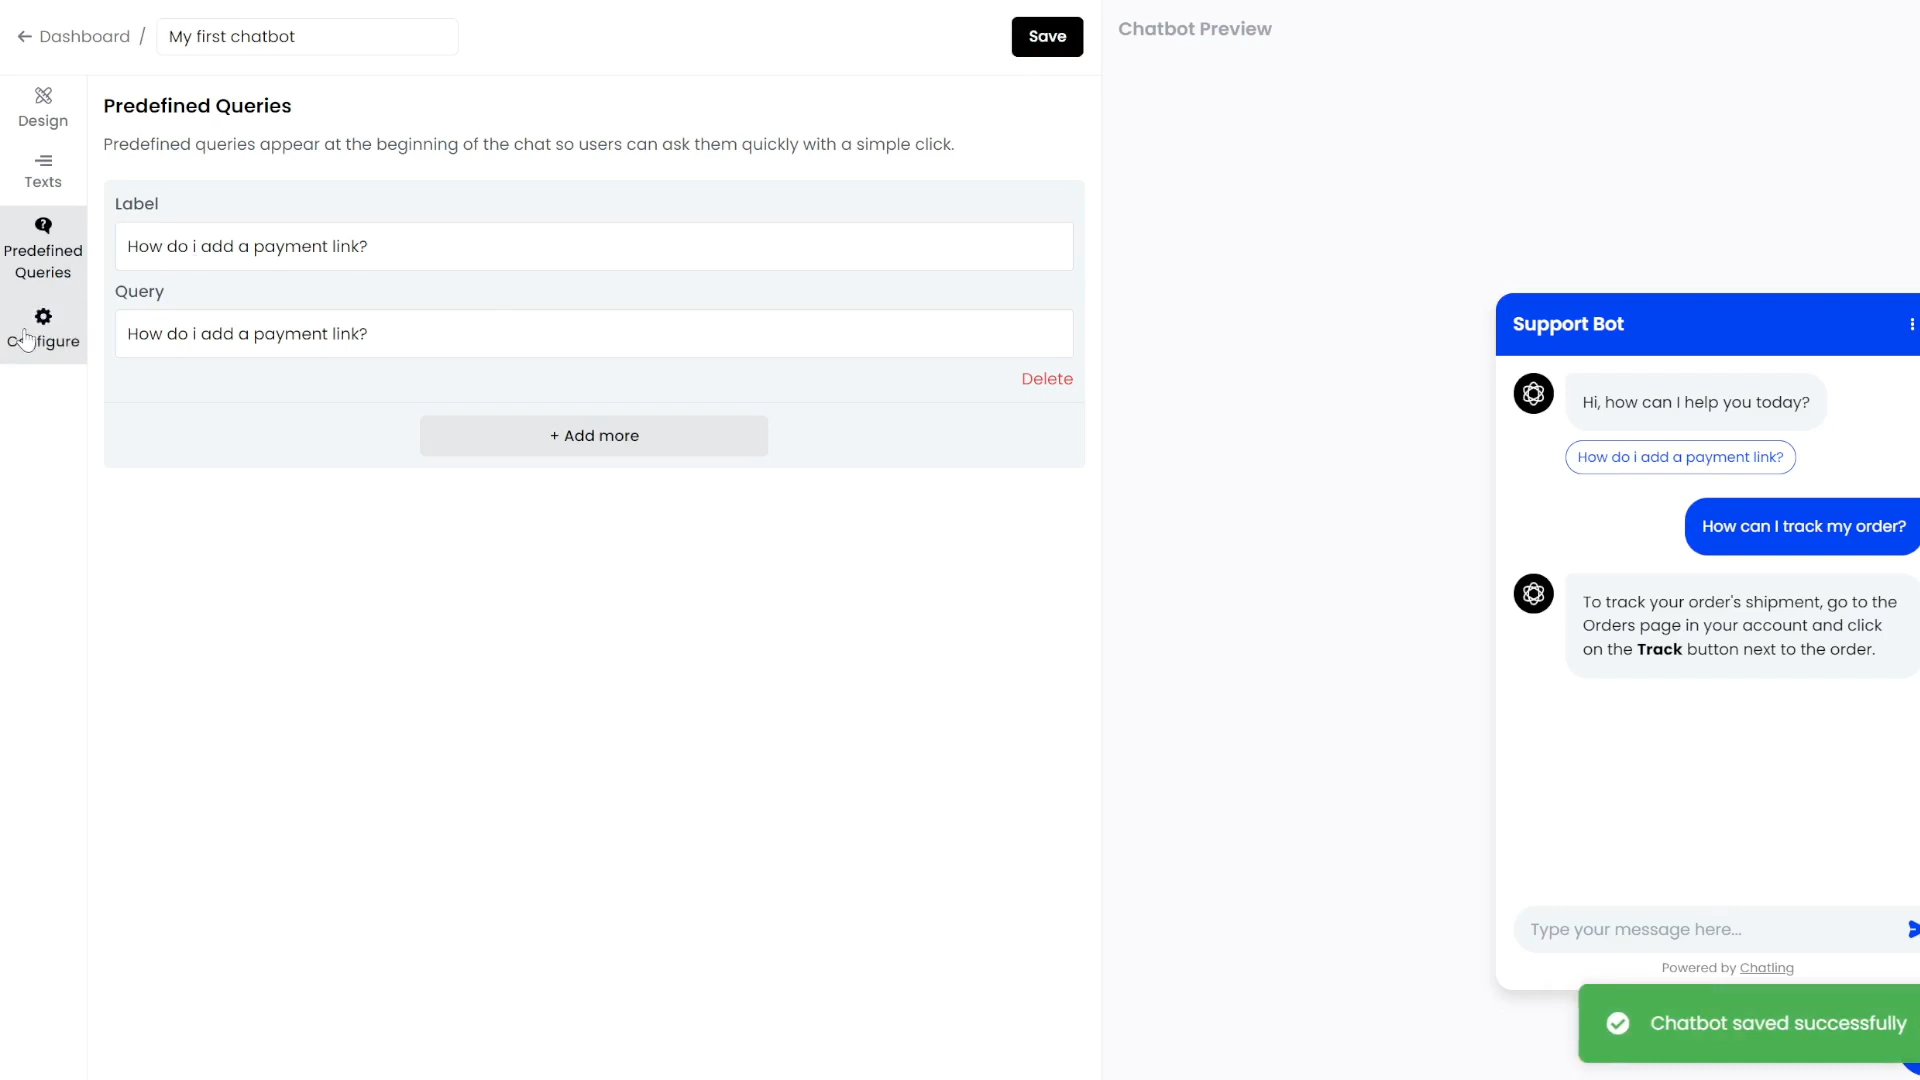 Dashboard / My first chatbot
Save
Chatbot Preview
Design
Texts
Predefined
Queries
Configure
Predefined Queries
Predefined queries appear at the beginning of the chat so users can ask them quickly with a simple click.
Label
How do i add a payment link?
Query
How do i add a payment link?
Delete
+ Add more
Support Bot
Hi, how can I help you today?
How do i add a payment link?
How can I track my order?
To track your order's shipment, go to the
Orders page in your account and click
on the Track button next to the order.
Type your message here...
Powered by Chatling
Chatbot saved successfully